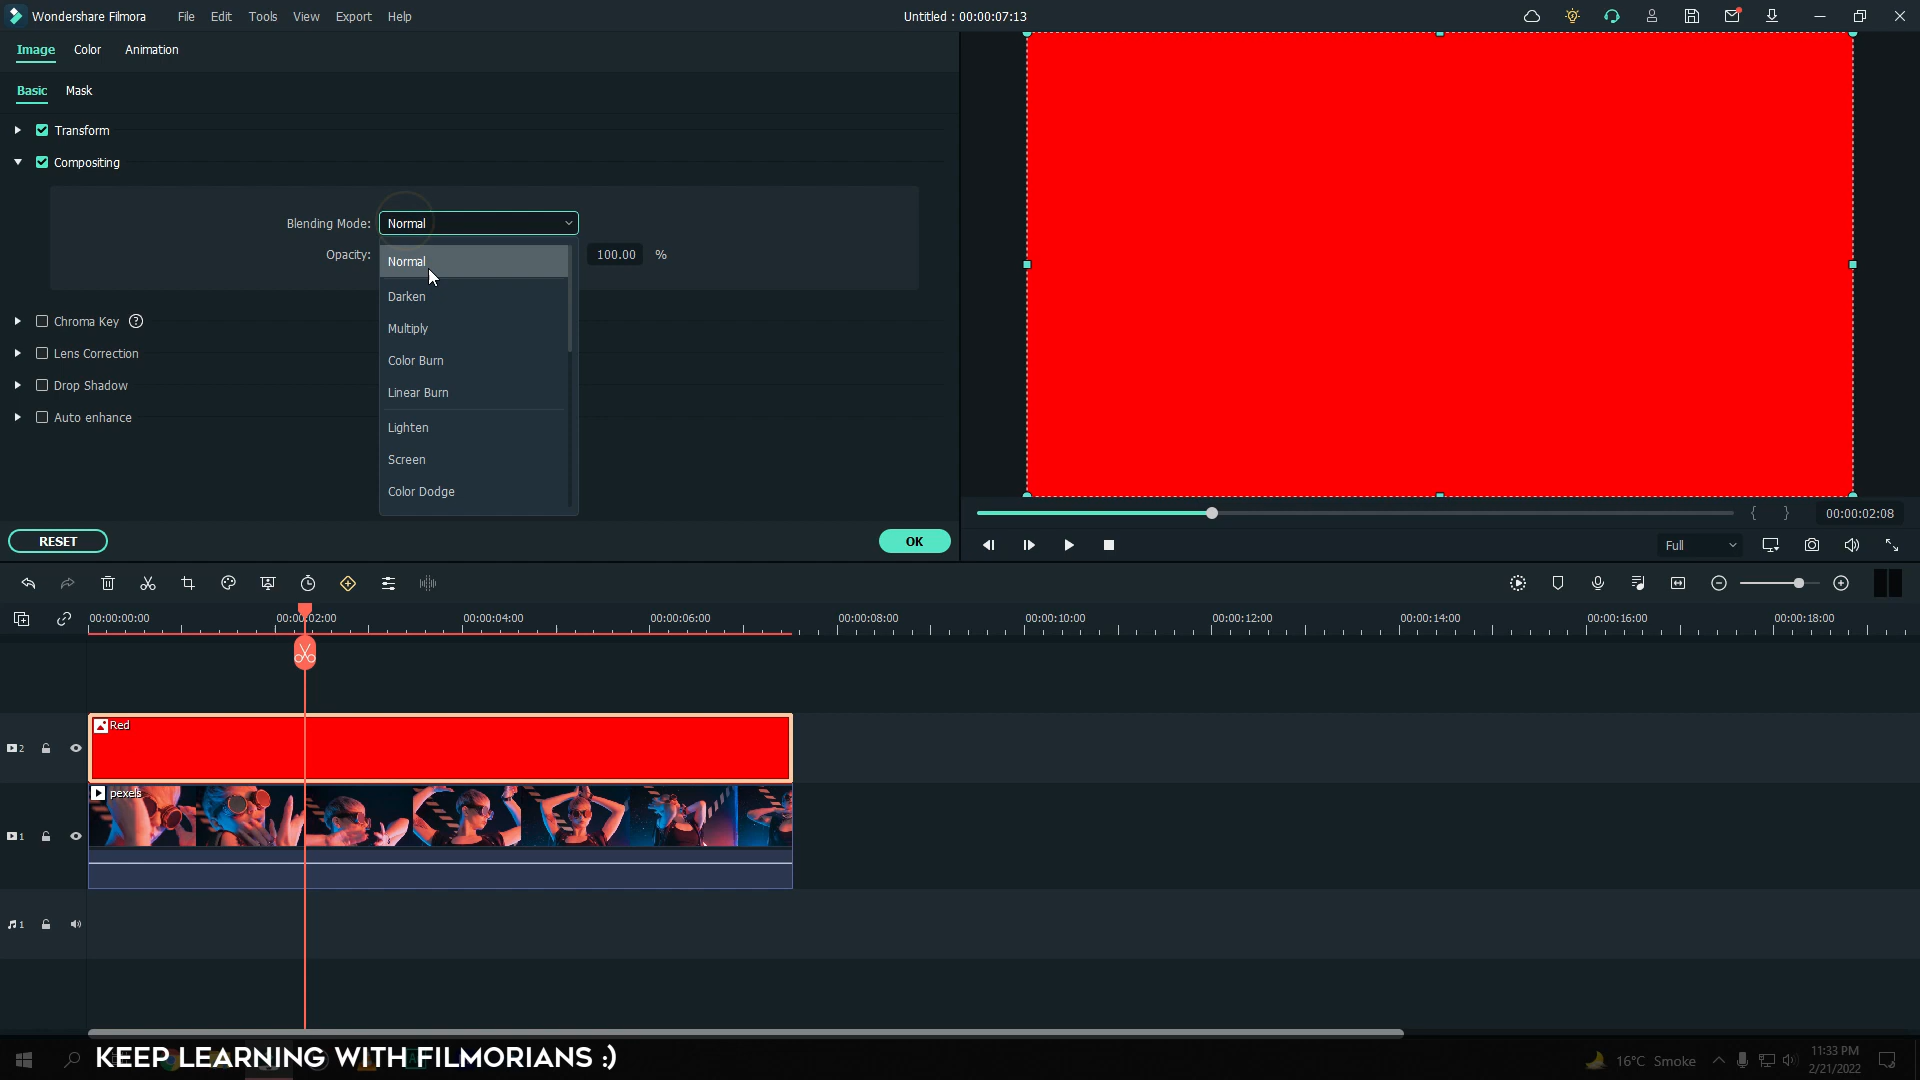 Wondershare Filmora File Edit Tools View Export Help Untitled : 00:00:07:13
Image Color Animation
Basic Mask
Transform
Compositing
Blending Mode: Normal
Opacity: 100.00 %
Normal
Darken
Multiply
Color Burn
Linear Burn
Lighten
Screen
Color Dodge
Chroma Key ?
Lens Correction
Drop Shadow
Auto enhance
RESET OK
{ } 00:00:02:08
Full
00:00:00:00 00:00:02:00 00:00:04:00 00:00:06:00 00:00:08:00 00:00:10:00 00:00:12:00 00:00:14:00 00:00:16:00 00:00:18:00
2 Red
1 pexels
1
KEEP LEARNING WITH FILMORIANS :)
16°C Smoke
11:33 PM
2/21/2022